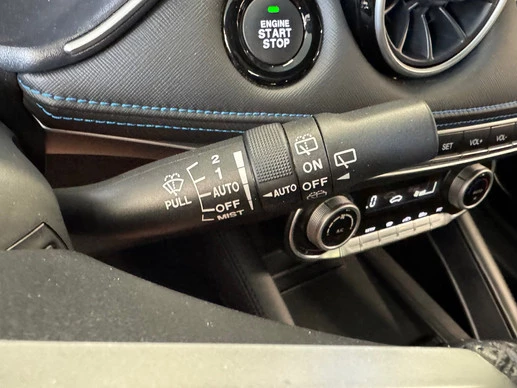 ENGINE
START
STOP
2
1
AUTO
OFF
MIST
PULL
AUTO
ON
OFF
SET
VOL-
VOL+
A/C